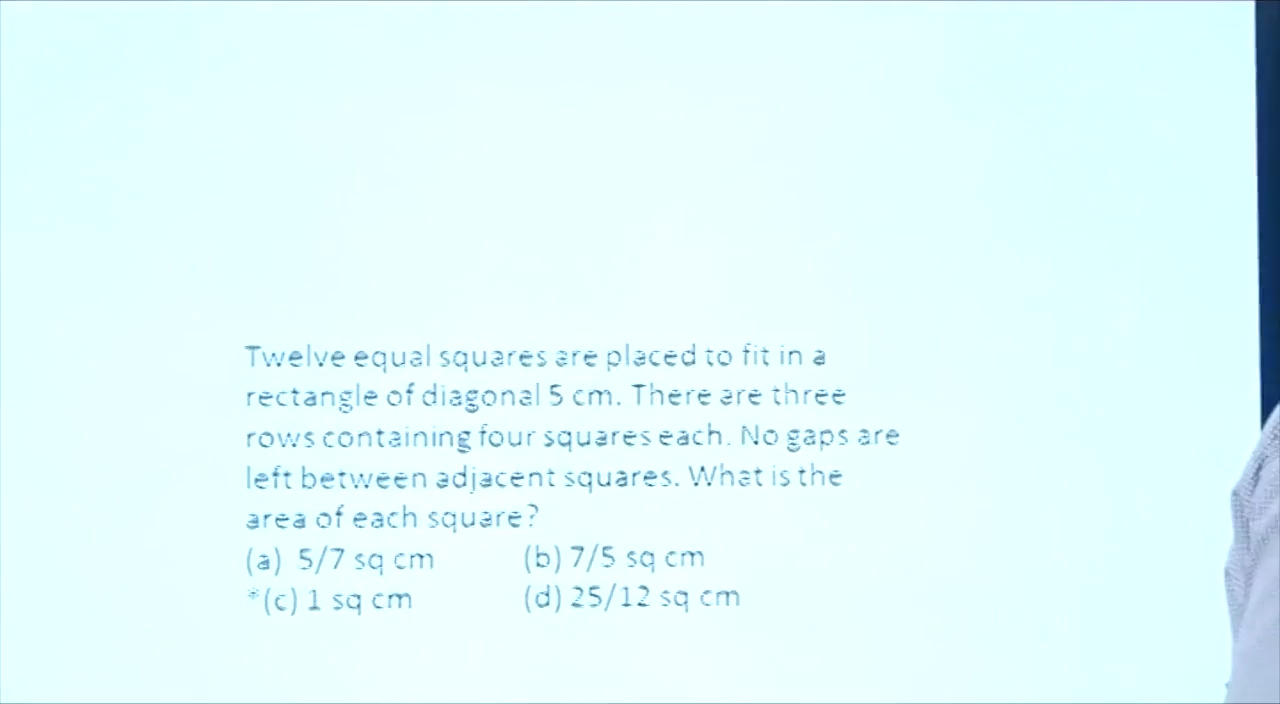 Twelve equal squares are placed to fit in a
rectangle of diagonal 5 cm. There are three
rows containing four squares each. No gaps are
left between adjacent squares. What is the
area of each square?
(a) 5/7 sq cm (b) 7/5 sq cm
*(c) 1 sq cm (d) 25/12 sq cm